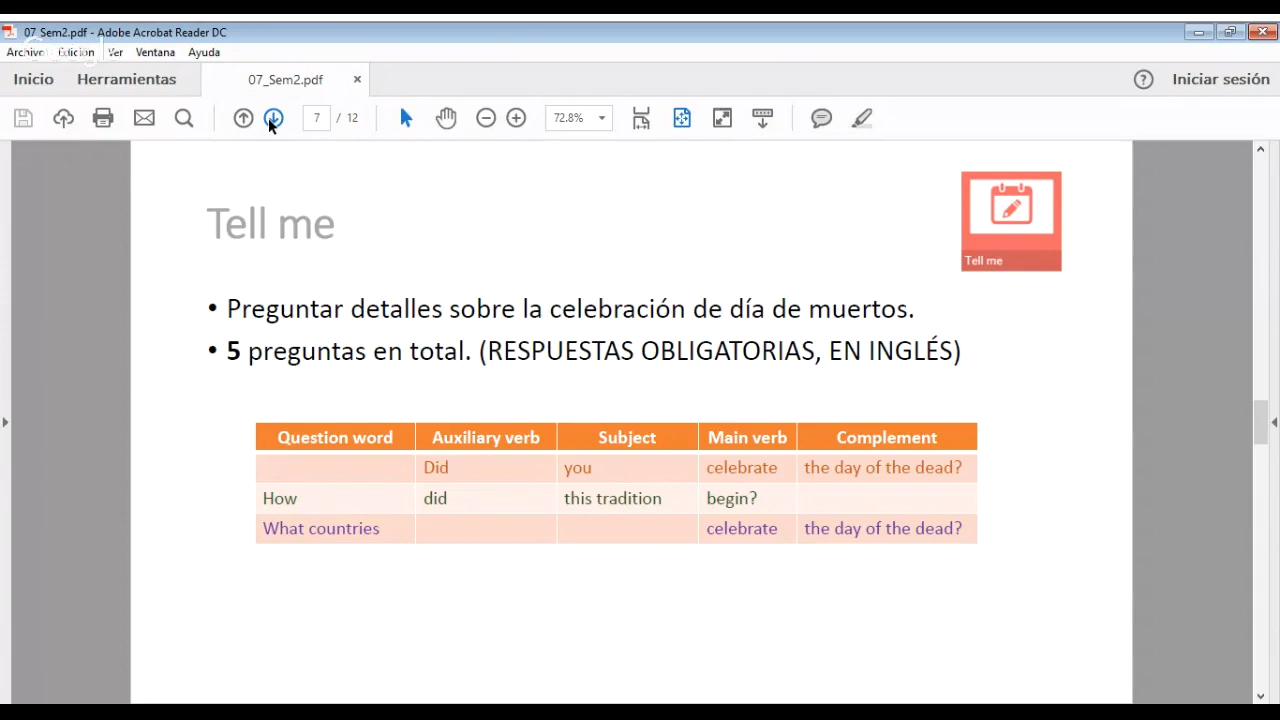 07_Sem2.pdf - Adobe Acrobat Reader DC
Archivo Edición Ver Ventana Ayuda
Inicio Herramientas 07_Sem2.pdf × ? Iniciar sesión
7 / 12 72.8%
Tell me
Tell me
• Preguntar detalles sobre la celebración de día de muertos.
• 5 preguntas en total. (RESPUESTAS OBLIGATORIAS, EN INGLÉS)
Question word Auxiliary verb Subject Main verb Complement
Did you celebrate the day of the dead?
How did this tradition begin?
What countries celebrate the day of the dead?